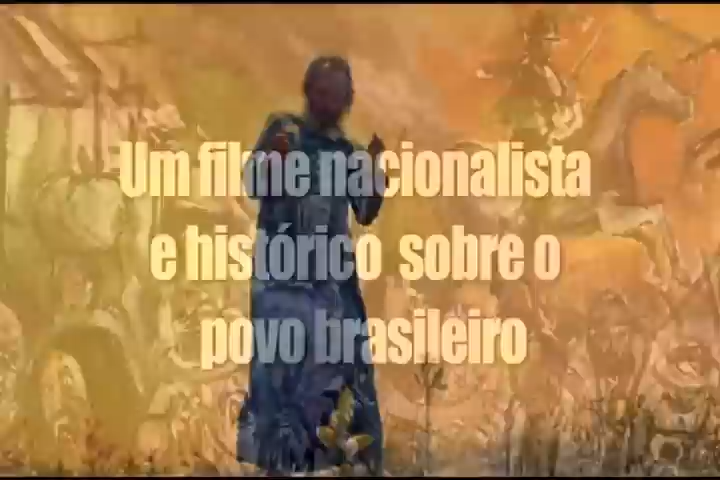 Um filme nacionalista
e histórico sobre o
povo brasileiro